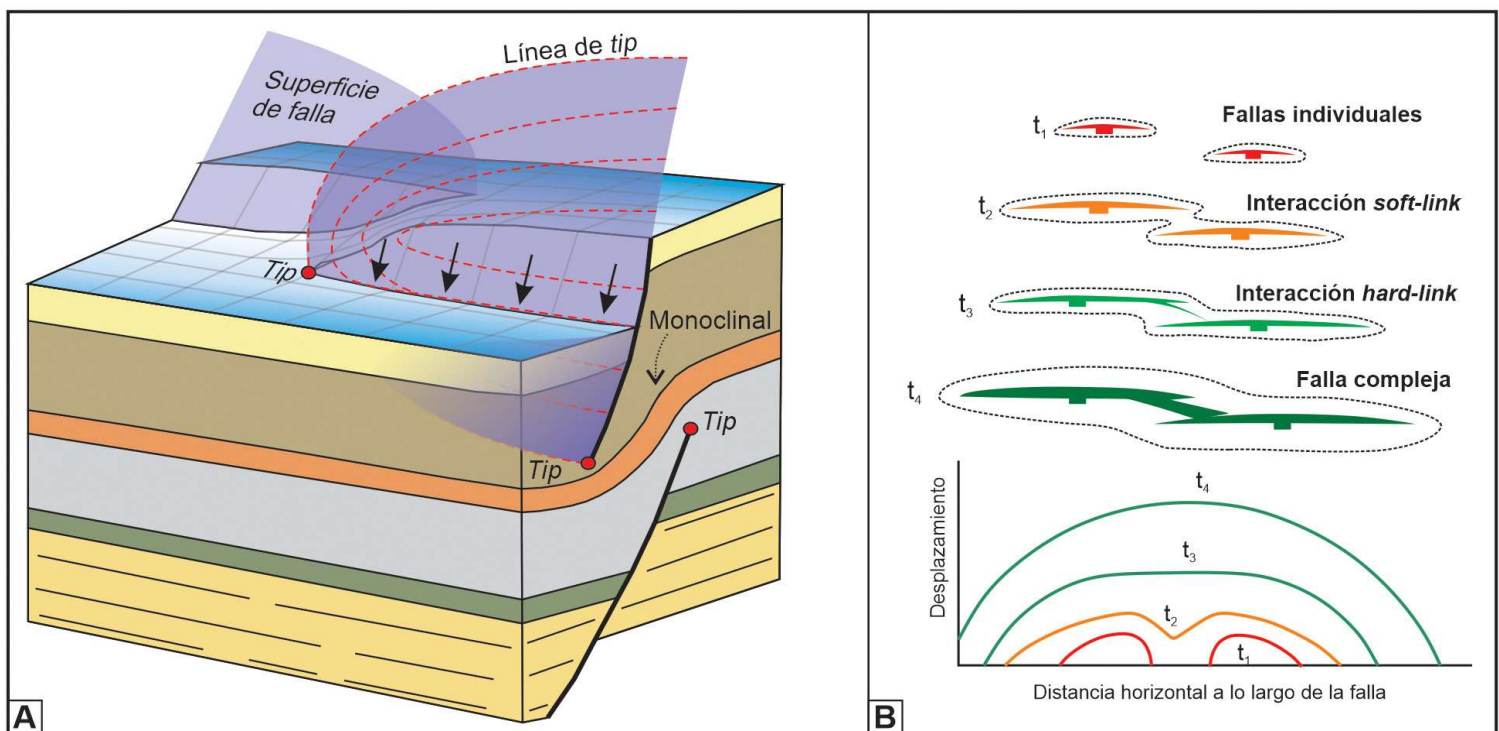 Línea de tip
Superficie
de falla
Tip
Monoclinal
Tip
Tip
A
t1
Fallas individuales
t2
Interacción soft-link
t3
Interacción hard-link
t4
Falla compleja
Desplazamiento
t4
t3
t2
t1
Distancia horizontal a lo largo de la falla
B